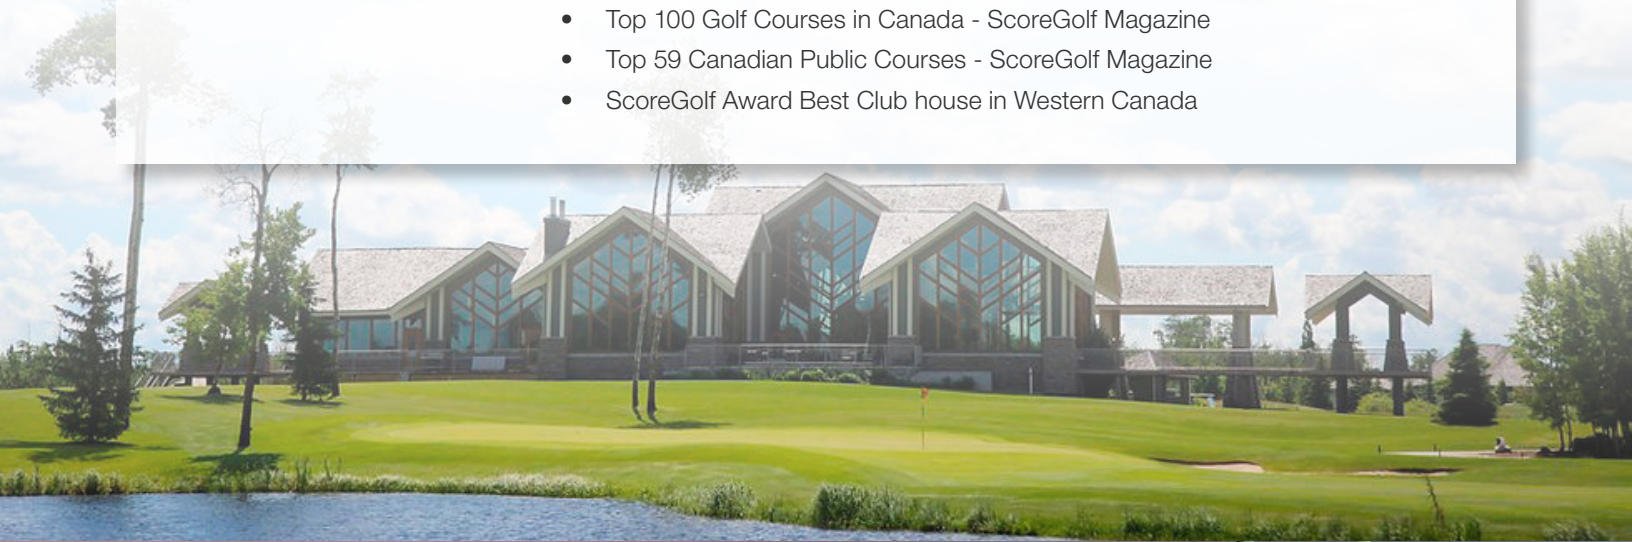 • Top 100 Golf Courses in Canada - ScoreGolf Magazine
• Top 59 Canadian Public Courses - ScoreGolf Magazine
• ScoreGolf Award Best Club house in Western Canada